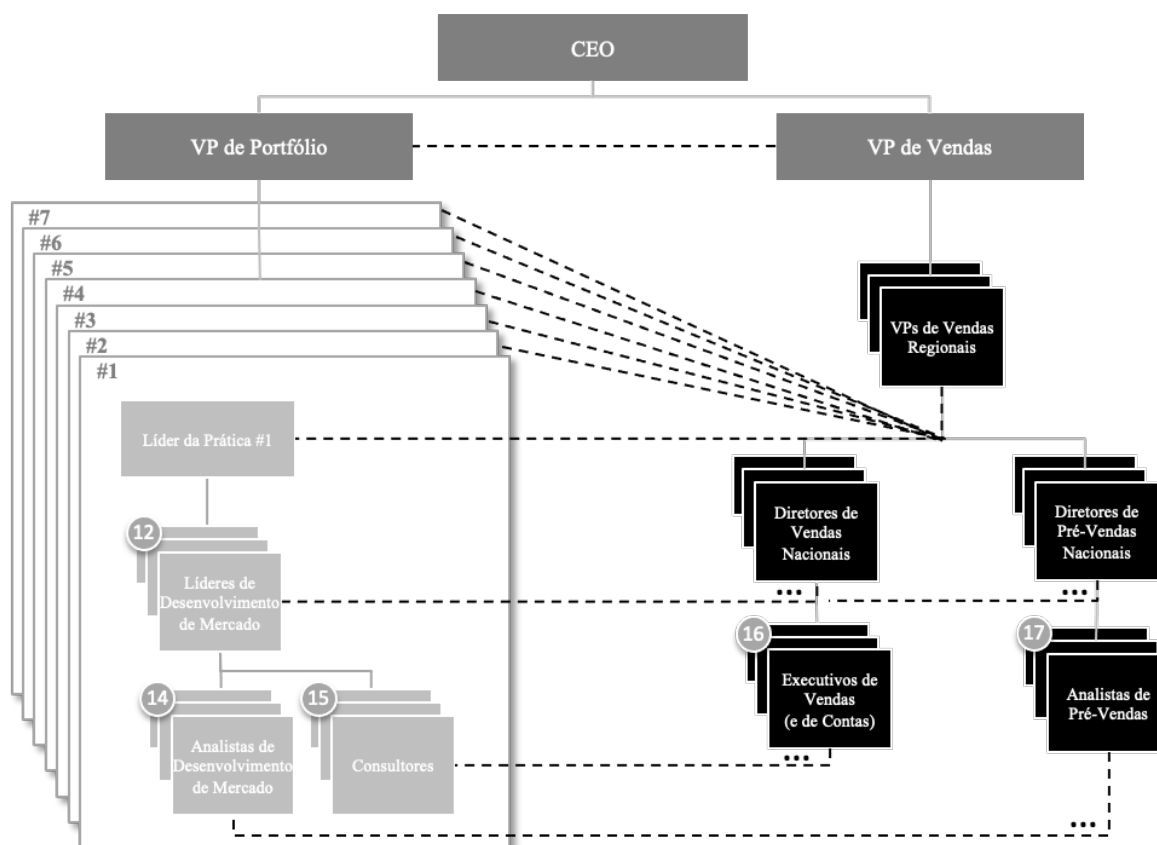 CEO
VP de Portfólio
VP de Vendas
#7
#6
#5
#4
#3
#2
#1
VPs de Vendas
Regionais
Líder da Prática #1
Diretores de
Vendas
Nacionais
Diretores de
Pré-Vendas
Nacionais
12
Líderes de
Desenvolvimento
de Mercado
...
...
16
Executivos de
Vendas
(e de Contas)
17
Analistas de
Pré-Vendas
14
Analistas de
Desenvolvimento
de Mercado
15
Consultores
...
...